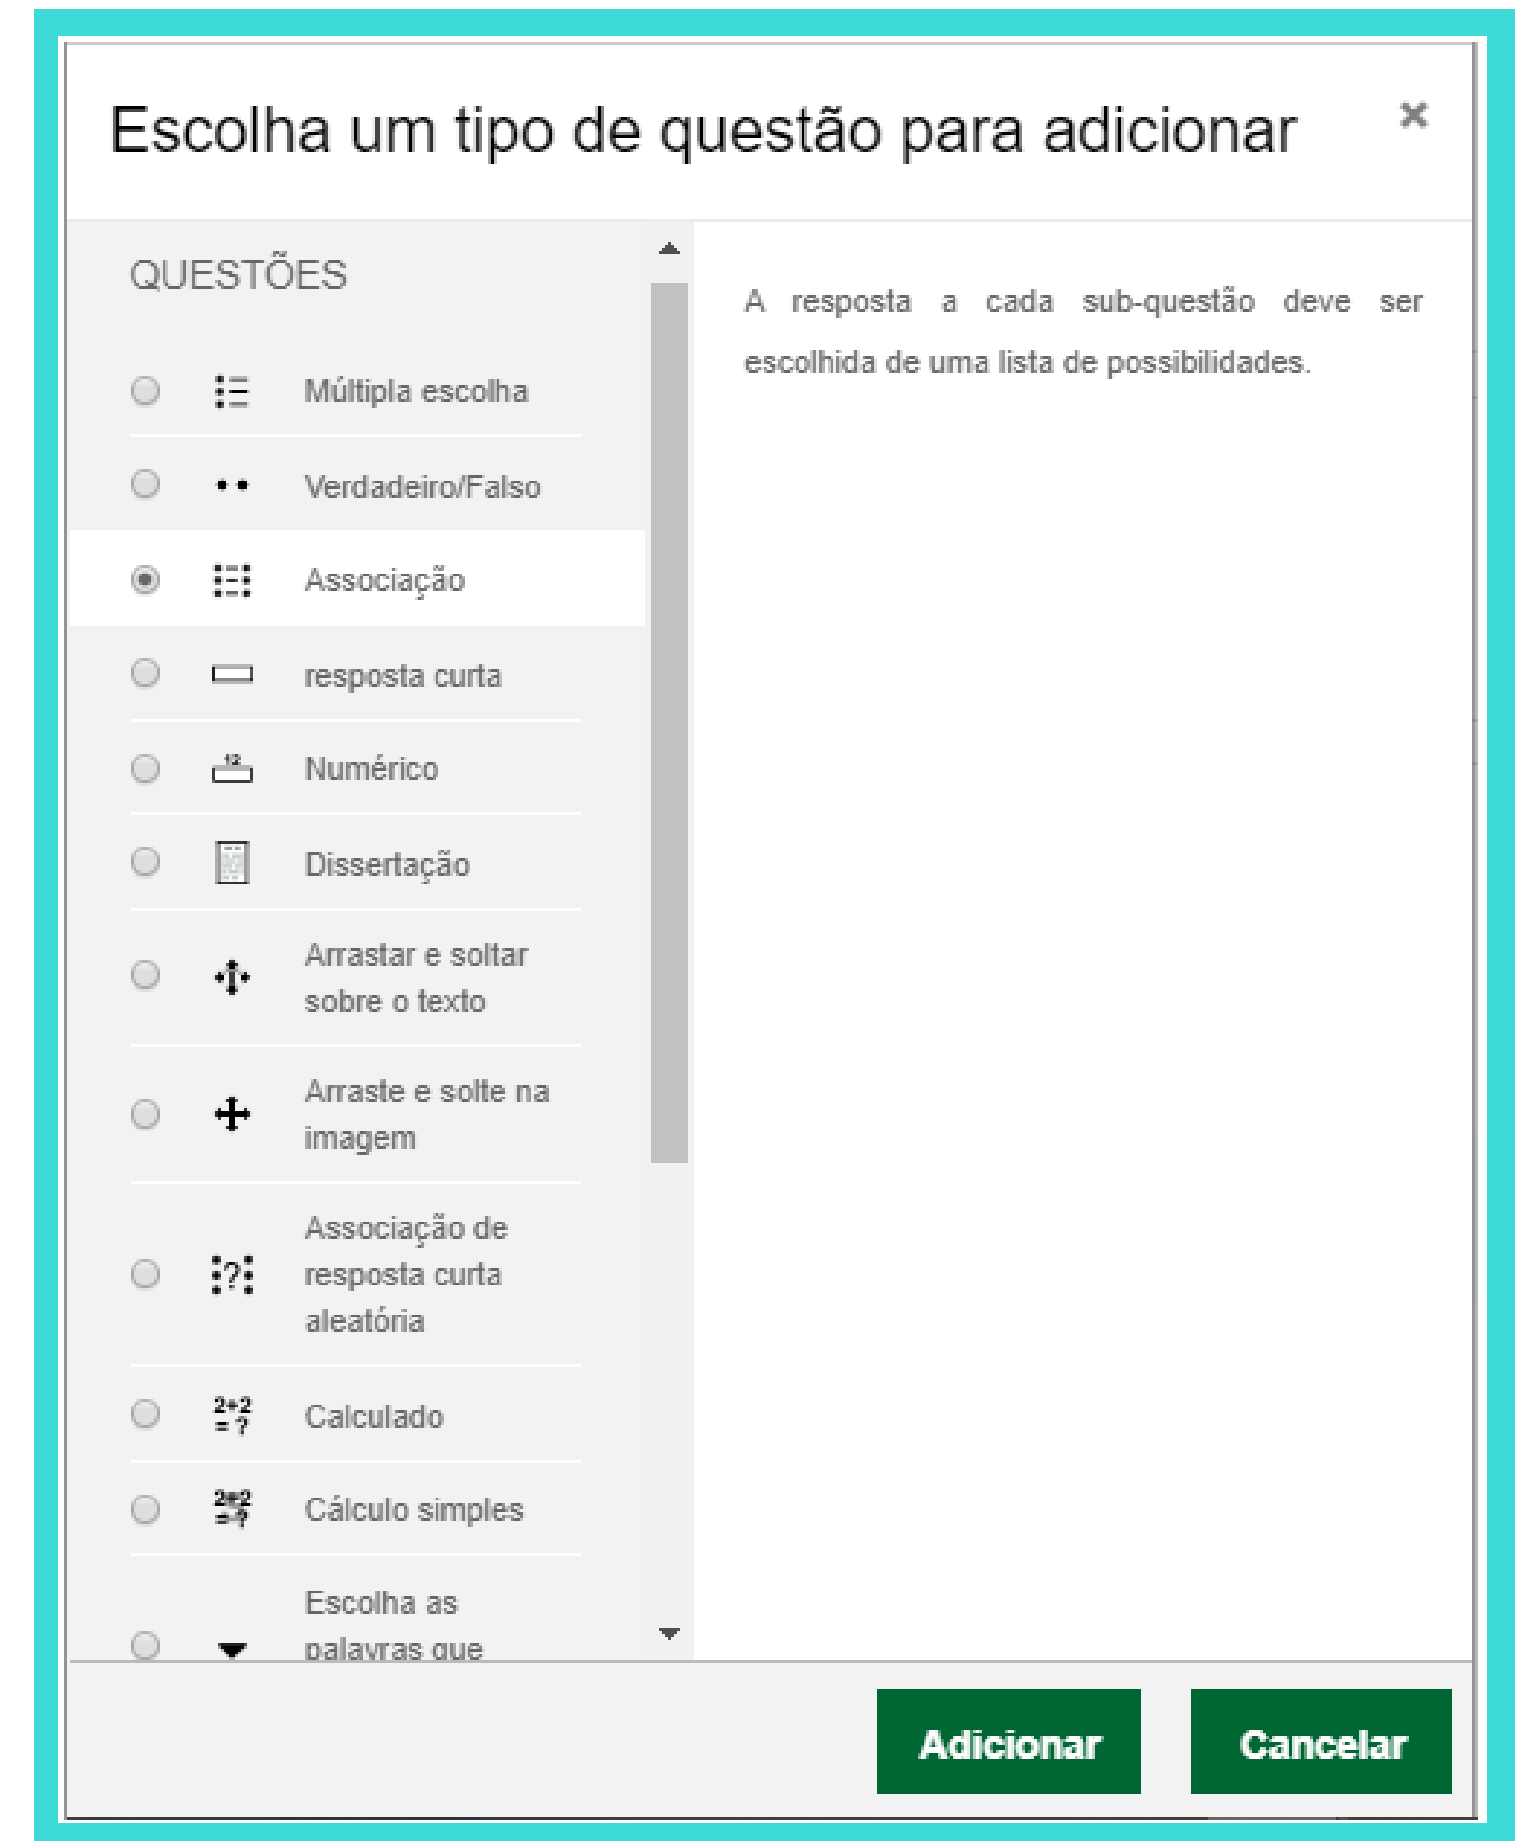 Escolha um tipo de questão para adicionar ×
QUESTÕES
Múltipla escolha
Verdadeiro/Falso
Associação
resposta curta
12
Numérico
Dissertação
Arrastar e soltar
sobre o texto
Arraste e solte na
imagem
?
Associação de
resposta curta
aleatória
2+2
= ?
Calculado
2+2
= ?
Cálculo simples
Escolha as
palavras que
A resposta a cada sub-questão deve ser
escolhida de uma lista de possibilidades.
Adicionar
Cancelar